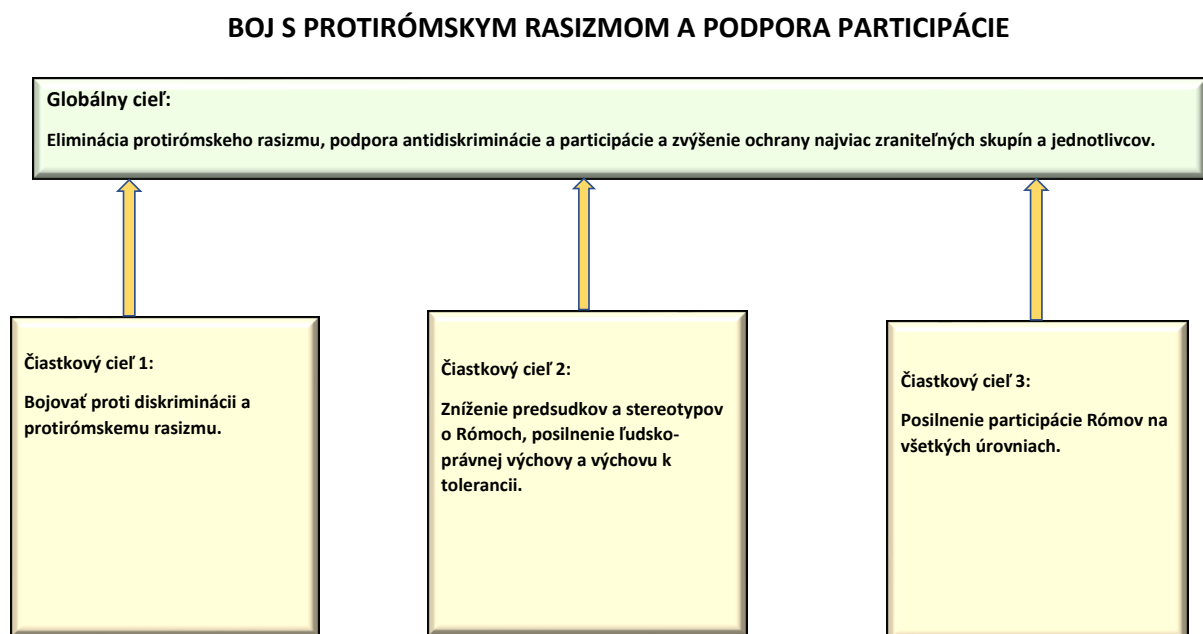 BOJ S PROTIRÓMSKYM RASIZMOM A PODPORA PARTICIPÁCIE
Globálny cieľ:
Eliminácia protirómskeho rasizmu, podpora antidiskriminácie a participácie a zvýšenie ochrany najviac zraniteľných skupín a jednotlivcov.
Čiastkový cieľ 1:
Bojovať proti diskriminácii a
protirómskemu rasizmu.
Čiastkový cieľ 2:
Zníženie predsudkov a stereotypov
o Rómoch, posilnenie ľudsko-
právnej výchovy a výchovu k
tolerancii.
Čiastkový cieľ 3:
Posilnenie participácie Rómov na
všetkých úrovniach.